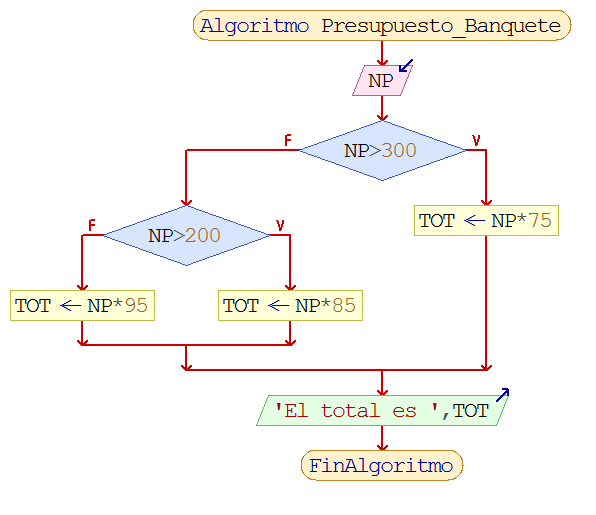 Algoritmo Presupuesto_Banquete
NP
NP>300
F
V
NP>200
F
V
TOT ← NP*75
TOT ← NP*95
TOT ← NP*85
'El total es ',TOT
FinAlgoritmo